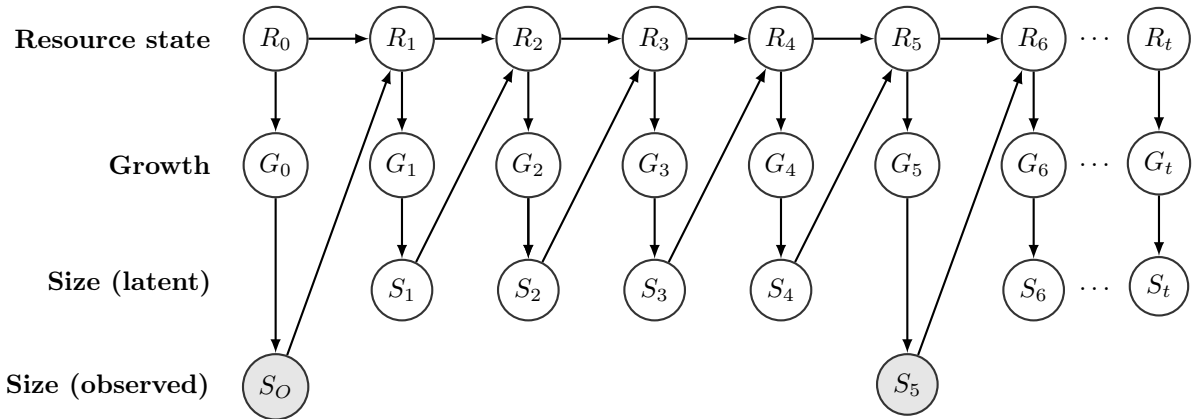 Resource state R₀ R₁ R₂ R₃ R₄ R₅ R₆ ··· Rₜ
Growth G₀ G₁ G₂ G₃ G₄ G₅ G₆ ··· Gₜ
Size (latent) S₁ S₂ S₃ S₄ S₆ ··· Sₜ
Size (observed) S_O S₅